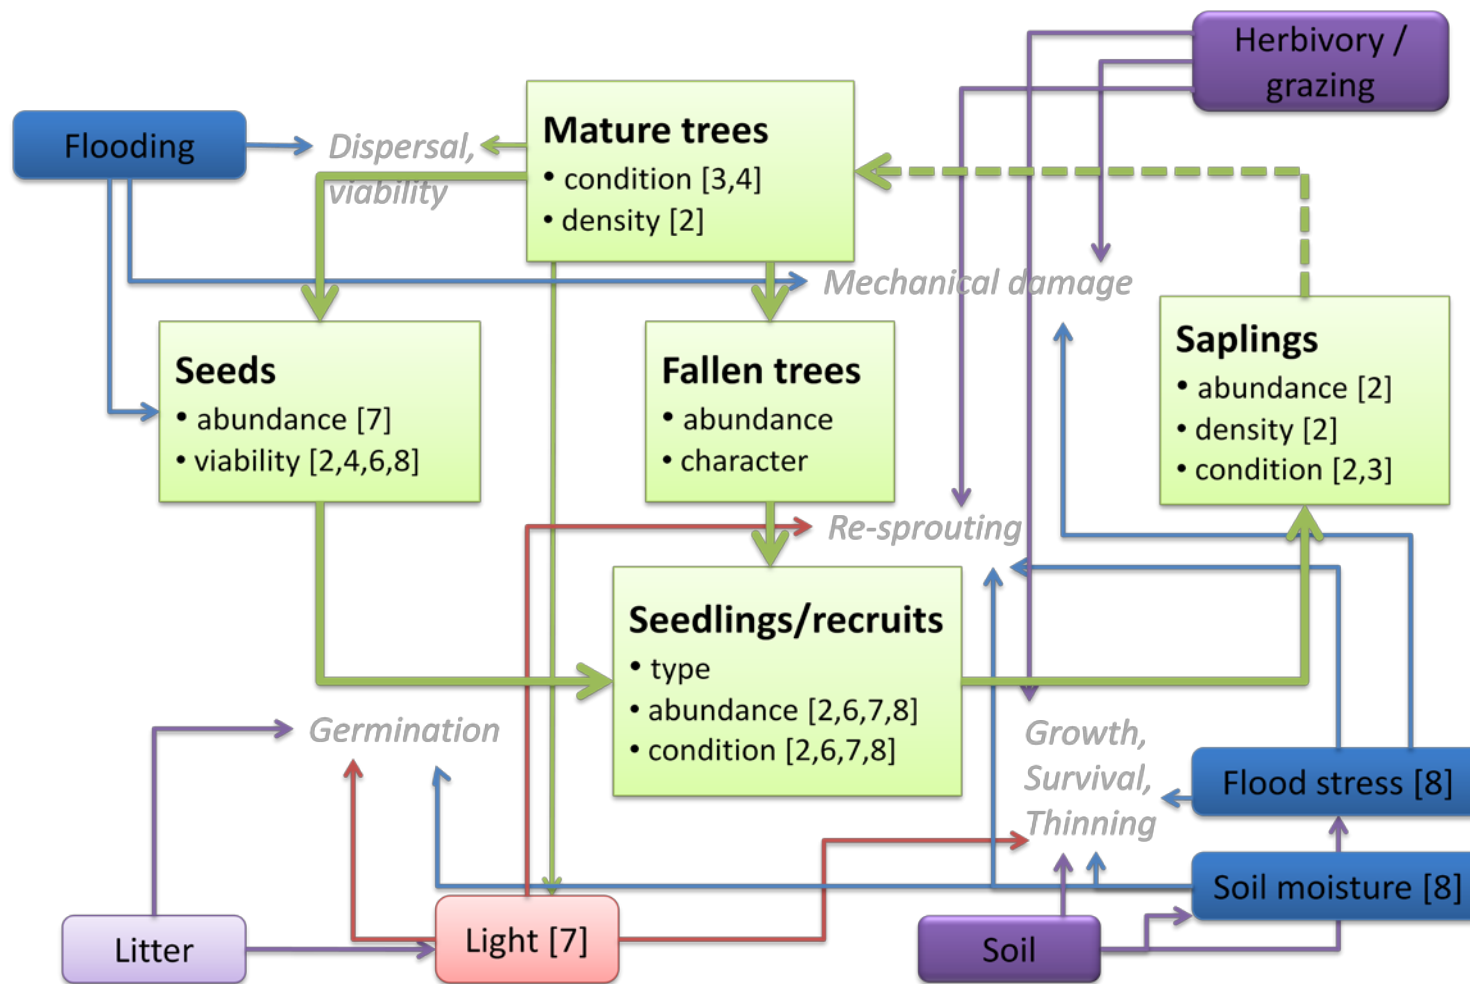 Herbivory /
grazing
Flooding
Dispersal,
viability
Mature trees
• condition [3,4]
• density [2]
Mechanical damage
Seeds
• abundance [7]
• viability [2,4,6,8]
Fallen trees
• abundance
• character
Saplings
• abundance [2]
• density [2]
• condition [2,3]
Re-sprouting
Seedlings/recruits
• type
• abundance [2,6,7,8]
• condition [2,6,7,8]
Germination
Growth,
Survival,
Thinning
Flood stress [8]
Soil moisture [8]
Litter
Light [7]
Soil